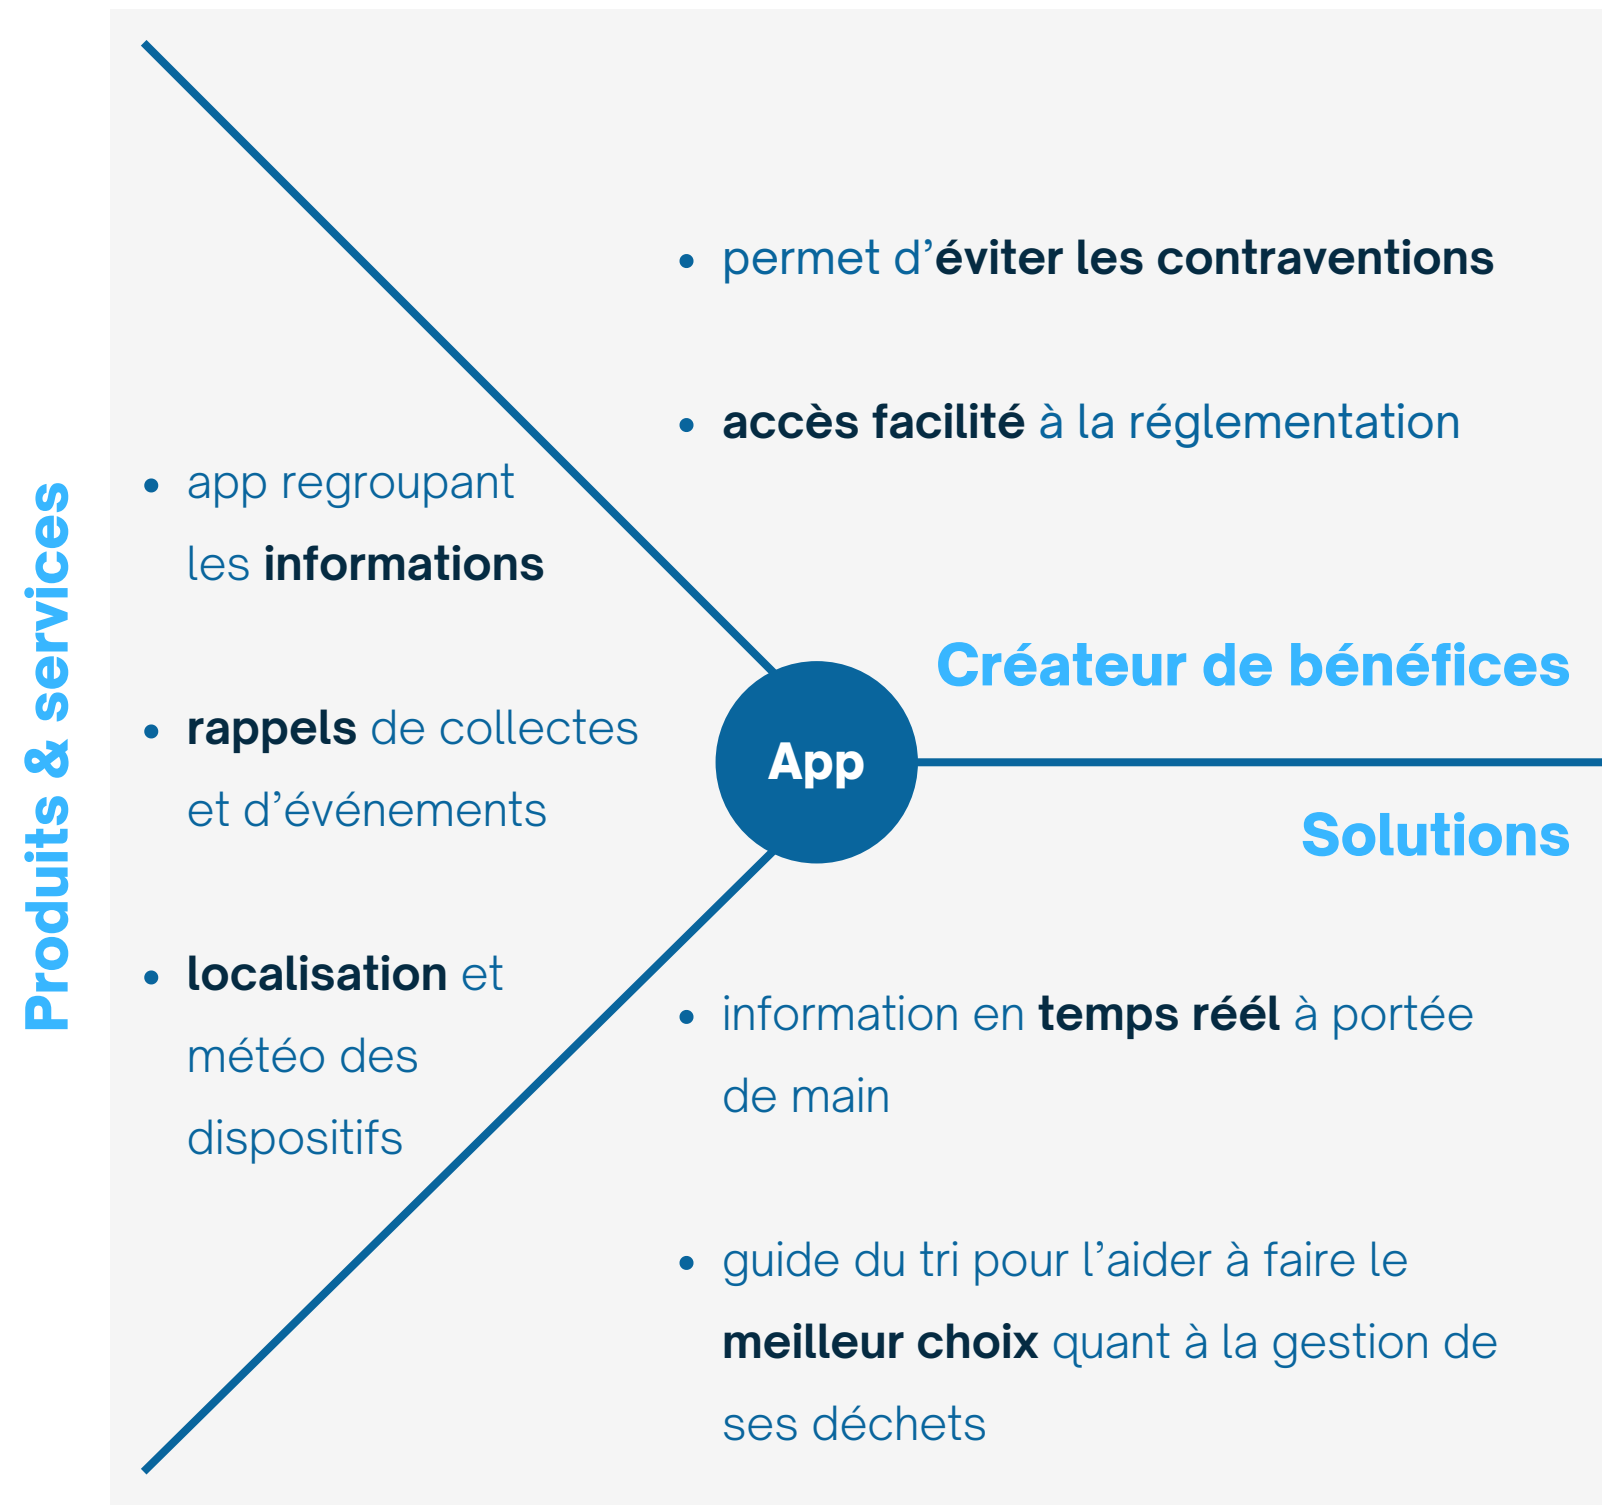 Produits & services
• app regroupant
les informations
• rappels de collectes
et d’événements
• localisation et
météo des
dispositifs
App
• permet d’éviter les contraventions
• accès facilité à la réglementation
Créateur de bénéfices
Solutions
• information en temps réél à portée
de main
• guide du tri pour l’aider à faire le
meilleur choix quant à la gestion de
ses déchets